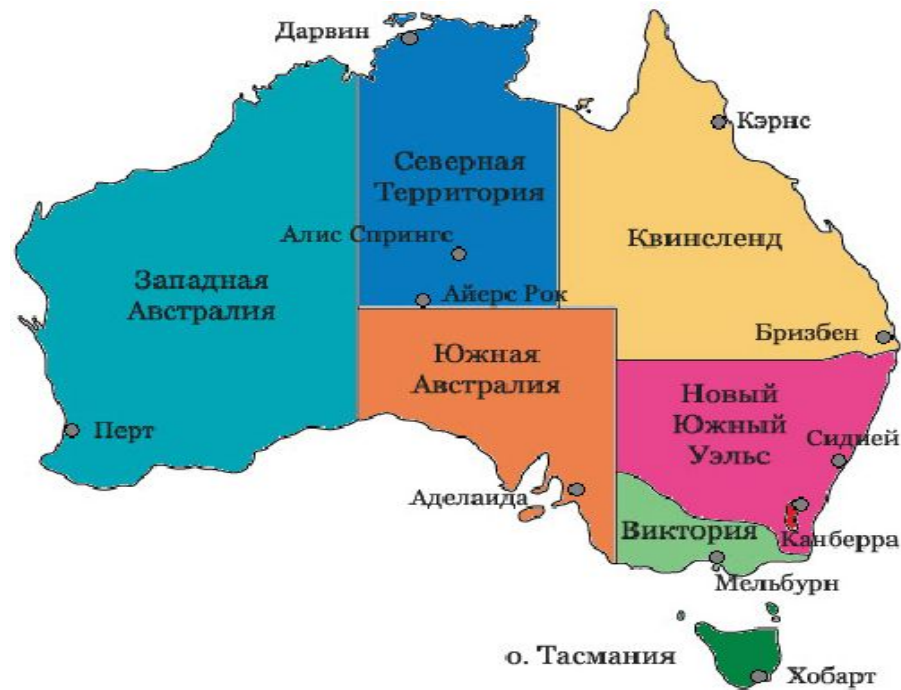 Дарвин
Кэрнс
Северная
Территория
Алис Спрингс
Квинсленд
Западная
Австралия
Айерс Рок
Бризбен
Южная
Австралия
Новый
Южный
Уэльс
Перт
Сидней
Аделаида
Виктория
Канберра
Мельбурн
о. Тасмания
Хобарт